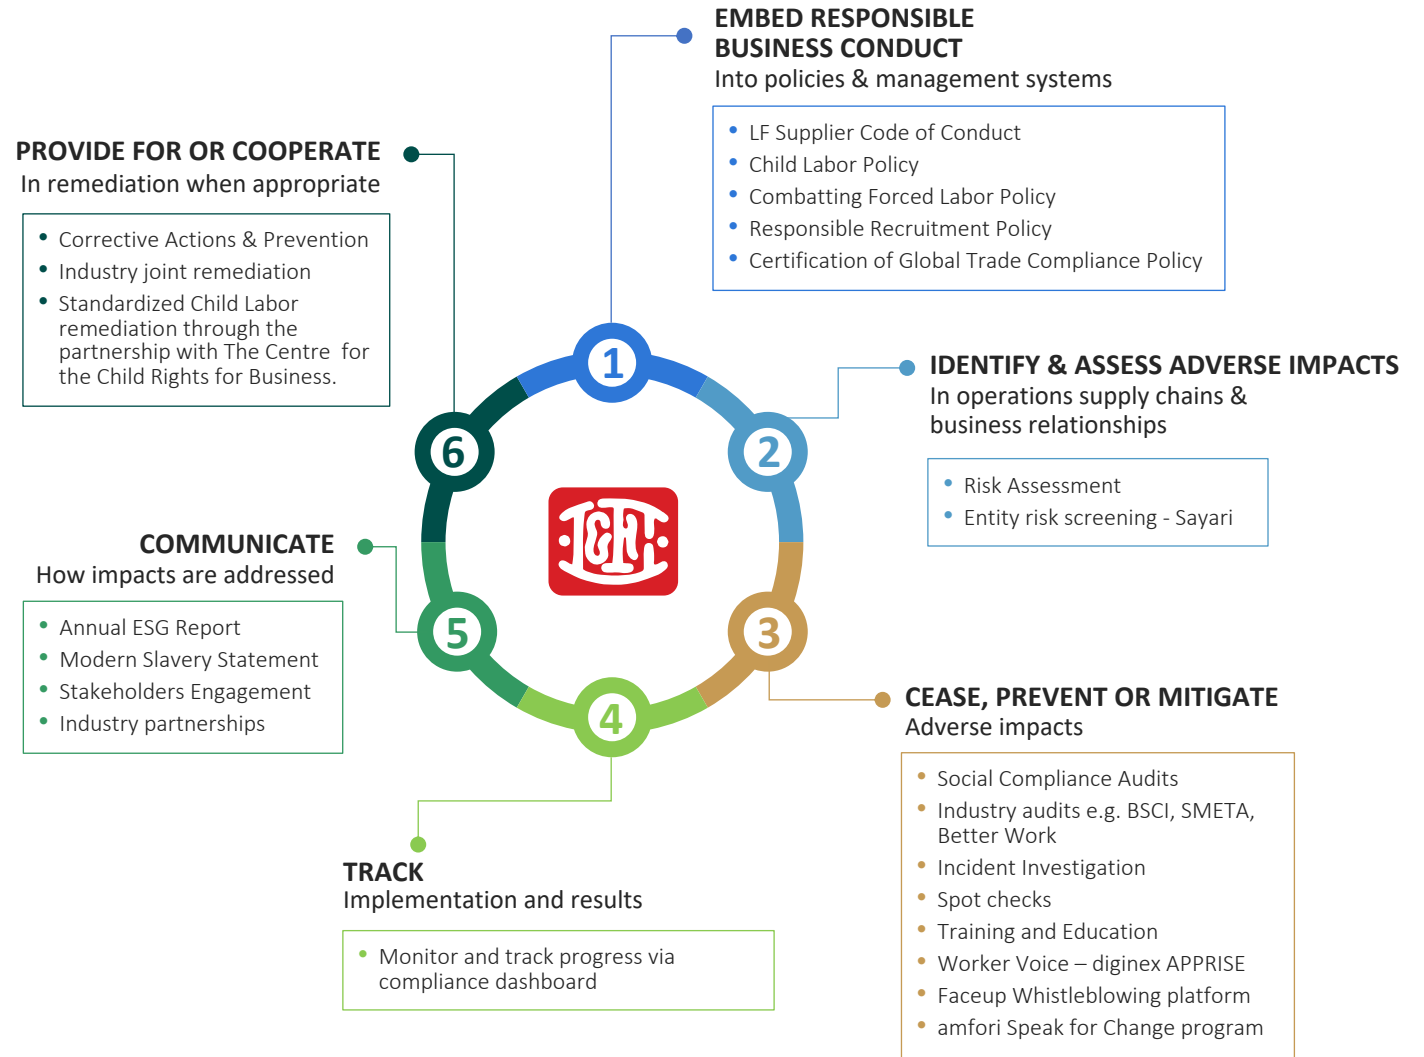 EMBED RESPONSIBLE
BUSINESS CONDUCT
Into policies & management systems
• LF Supplier Code of Conduct
• Child Labor Policy
• Combatting Forced Labor Policy
• Responsible Recruitment Policy
• Certification of Global Trade Compliance Policy
PROVIDE FOR OR COOPERATE
In remediation when appropriate
• Corrective Actions & Prevention
• Industry joint remediation
• Standardized Child Labor
remediation through the
partnership with The Centre for
the Child Rights for Business.
1
2
3
4
5
6
IDENTIFY & ASSESS ADVERSE IMPACTS
In operations supply chains &
business relationships
• Risk Assessment
• Entity risk screening - Sayari
COMMUNICATE
How impacts are addressed
• Annual ESG Report
• Modern Slavery Statement
• Stakeholders Engagement
• Industry partnerships
CEASE, PREVENT OR MITIGATE
Adverse impacts
• Social Compliance Audits
• Industry audits e.g. BSCI, SMETA,
Better Work
• Incident Investigation
• Spot checks
• Training and Education
• Worker Voice – diginex APPRISE
• Faceup Whistleblowing platform
• amfori Speak for Change program
TRACK
Implementation and results
• Monitor and track progress via
compliance dashboard